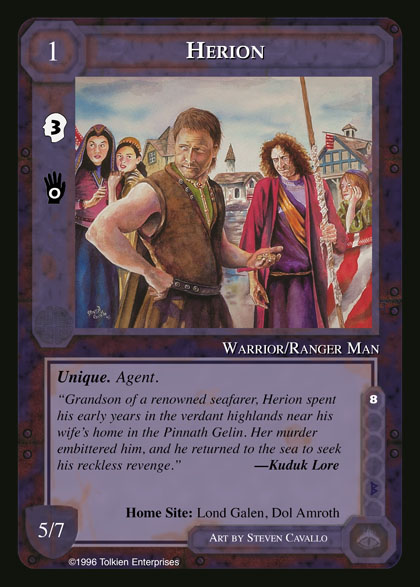 1
HERION
3
0
WARRIOR/RANGER MAN
Unique. Agent.
“Grandson of a renowned seafarer, Herion spent
his early years in the verdant highlands near his
wife’s home in the Pinnath Gelin. Her murder
embittered him, and he returned to the sea to seek
his reckless revenge.” —Kuduk Lore
8
Home Site: Lond Galen, Dol Amroth
5/7
ART BY STEVEN CAVALLO
©1996 Tolkien Enterprises